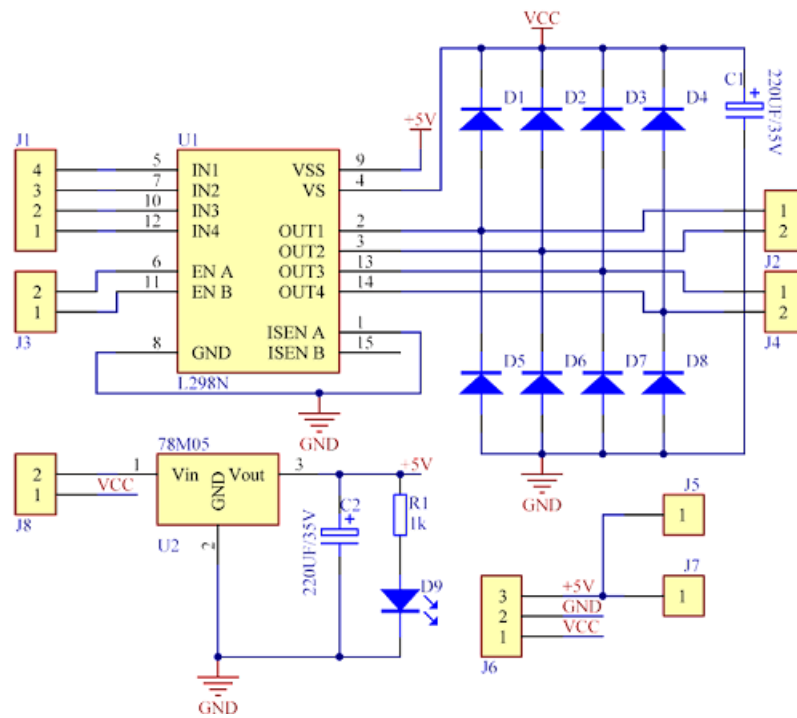 VCC
D1 D2 D3 D4
C1
220UF/35V
+5V
J1
U1
4 5 IN1 VSS 9
3 7 IN2 VS 4
2 10 IN3
1 12 IN4 OUT1 2
OUT2 3
OUT3 13
OUT4 14
1
2
J2
2 6 EN A
1 11 EN B
J3
1
2
J4
ISEN A 1
8 GND ISEN B 15
L298N
GND
D5 D6 D7 D8
GND
78M05
2 1 Vin Vout 3 +5V
1 VCC
J8
GND
U2
2
C2
220UF/35V
R1
1k
D9
GND
J5
1
J7
1
3 +5V
2 GND
1 VCC
J6